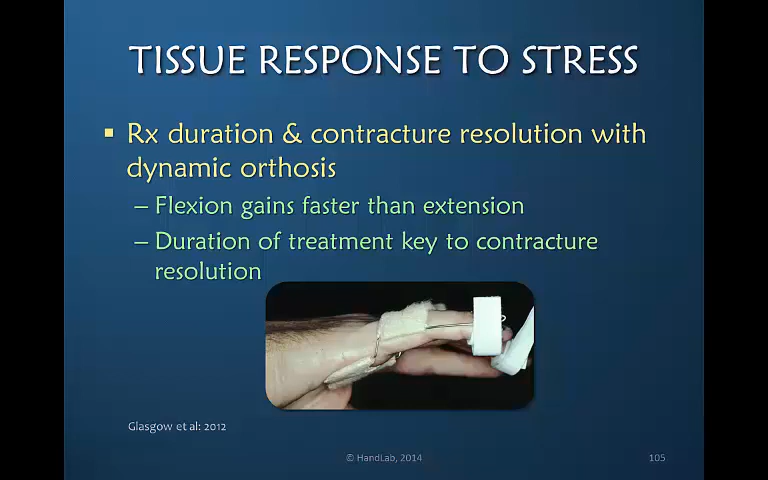 TISSUE RESPONSE TO STRESS
▪ Rx duration & contracture resolution with
dynamic orthosis
– Flexion gains faster than extension
– Duration of treatment key to contracture
resolution
Glasgow et al: 2012
© HandLab, 2014
105